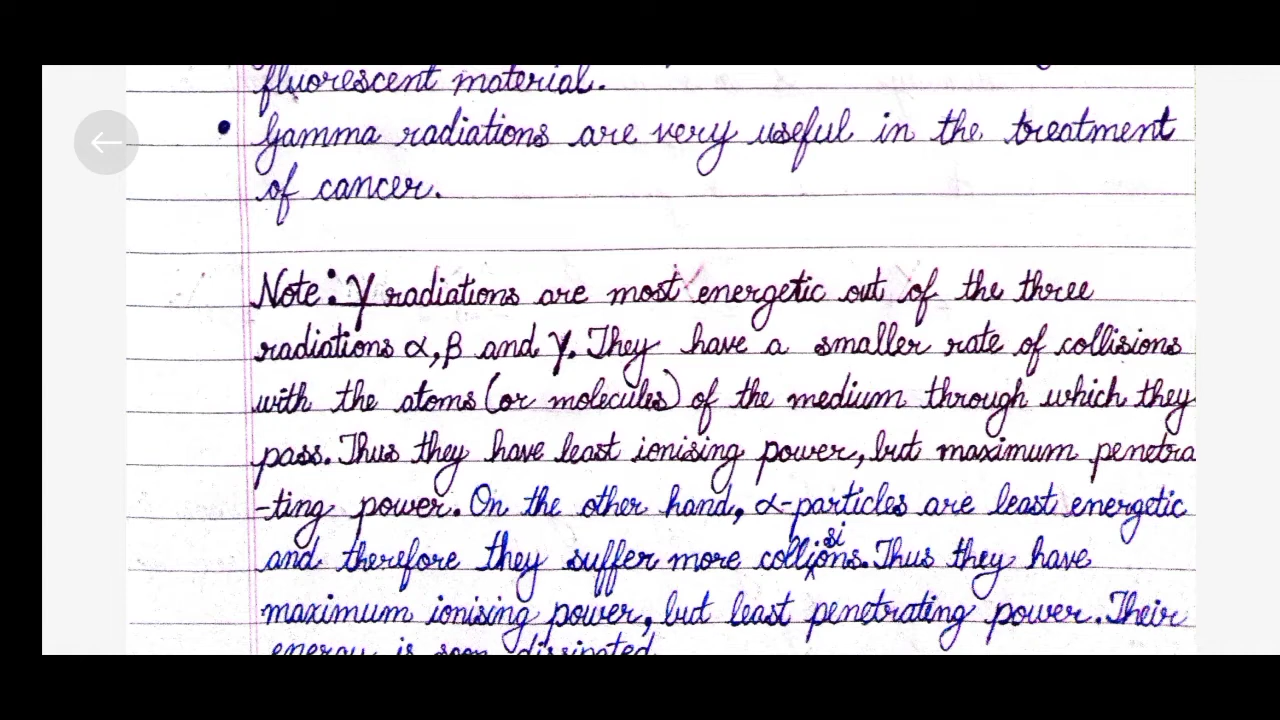 fluorescent material.
• Gamma radiations are very useful in the treatment
of cancer.
Note: γ radiations are most energetic out of the three
radiations α, β and γ. They have a smaller rate of collisions
with the atoms (or molecules) of the medium through which they
pass. Thus they have least ionising power, but maximum penetra
-ting power. On the other hand, α-particles are least energetic
and therefore they suffer more collisions. Thus they have
maximum ionising power, but least penetrating power. Their
energy is soon dissipated